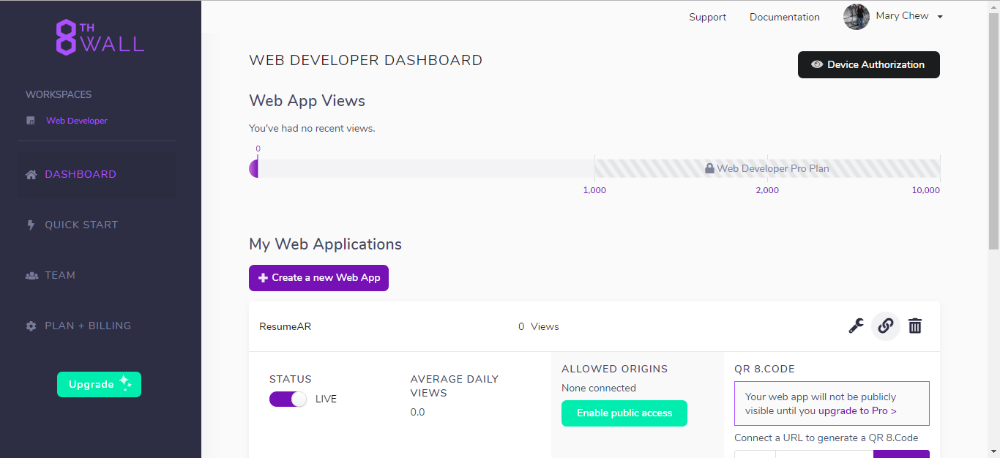 8TH WALL
Support
Documentation
Mary Chew
WORKSPACES
Web Developer
DASHBOARD
QUICK START
TEAM
PLAN + BILLING
Upgrade
WEB DEVELOPER DASHBOARD
Device Authorization
Web App Views
You've had no recent views.
0
Web Developer Pro Plan
1,000
2,000
10,000
My Web Applications
Create a new Web App
ResumeAR
0 Views
STATUS
LIVE
AVERAGE DAILY
VIEWS
0.0
ALLOWED ORIGINS
None connected
Enable public access
QR 8.CODE
Your web app will not be publicly
visible until you upgrade to Pro >
Connect a URL to generate a QR 8.Code